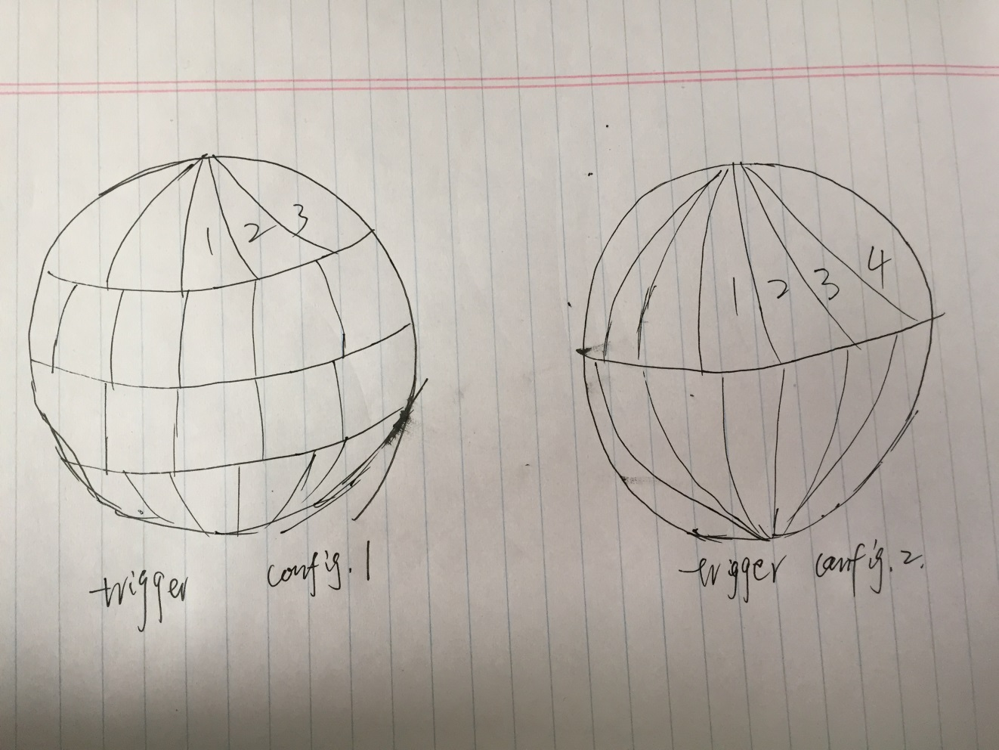 1 2 3
1 2 3 4
trigger config. 1
trigger config. 2.